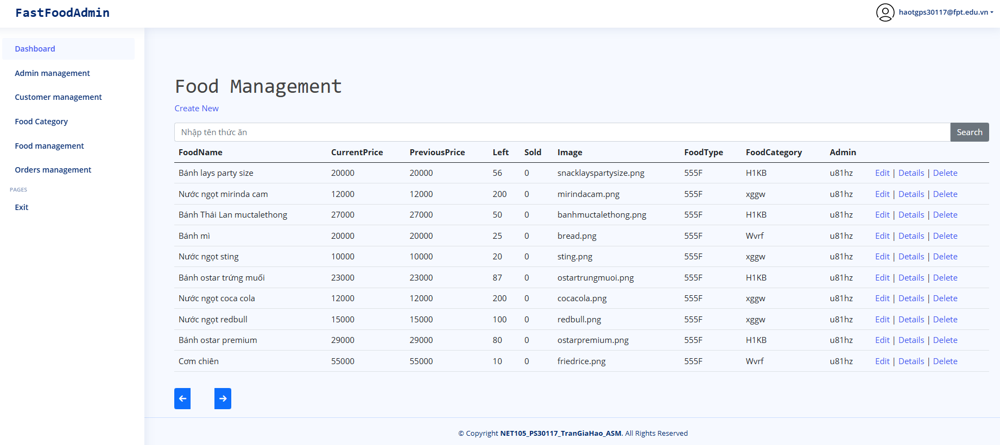 FastFoodAdmin
haotgps30117@fpt.edu.vn
Dashboard
Admin management
Customer management
Food Category
Food management
Orders management
PAGES
Exit
Food Management
Create New
Nhập tên thức ăn Search
FoodName CurrentPrice PreviousPrice Left Sold Image FoodType FoodCategory Admin
Bánh lays party size 20000 20000 56 0 snacklayspartysize.png 555F H1KB u81hz Edit | Details | Delete
Nước ngọt mirinda cam 12000 12000 200 0 mirindacam.png 555F xggw u81hz Edit | Details | Delete
Bánh Thái Lan muctalethong 27000 27000 50 0 banhmuctalethong.png 555F H1KB u81hz Edit | Details | Delete
Bánh mì 20000 20000 25 0 bread.png 555F Wvrf u81hz Edit | Details | Delete
Nước ngọt sting 10000 10000 20 0 sting.png 555F xggw u81hz Edit | Details | Delete
Bánh ostar trứng muối 23000 23000 87 0 ostartrungmuoi.png 555F H1KB u81hz Edit | Details | Delete
Nước ngọt coca cola 12000 12000 200 0 cocacola.png 555F xggw u81hz Edit | Details | Delete
Nước ngọt redbull 15000 15000 100 0 redbull.png 555F xggw u81hz Edit | Details | Delete
Bánh ostar premium 29000 29000 80 0 ostarpremium.png 555F H1KB u81hz Edit | Details | Delete
Cơm chiên 55000 55000 10 0 friedrice.png 555F Wvrf u81hz Edit | Details | Delete
© Copyright NET105_PS30117_TranGiaHao_ASM. All Rights Reserved